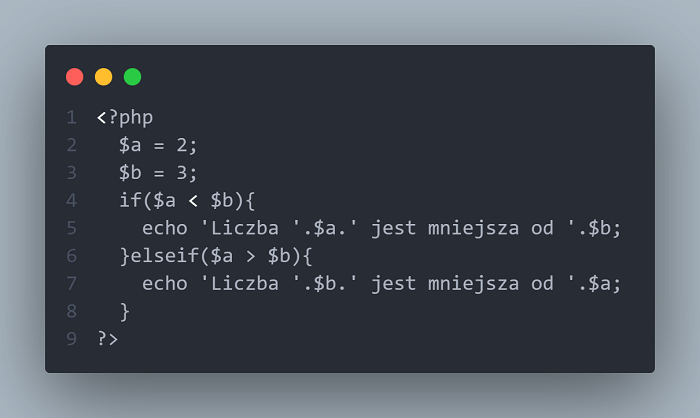 1 <?php
2   $a = 2;
3   $b = 3;
4   if($a < $b){
5     echo 'Liczba '.$a.' jest mniejsza od '.$b;
6   }elseif($a > $b){
7     echo 'Liczba '.$b.' jest mniejsza od '.$a;
8   }
9 ?>